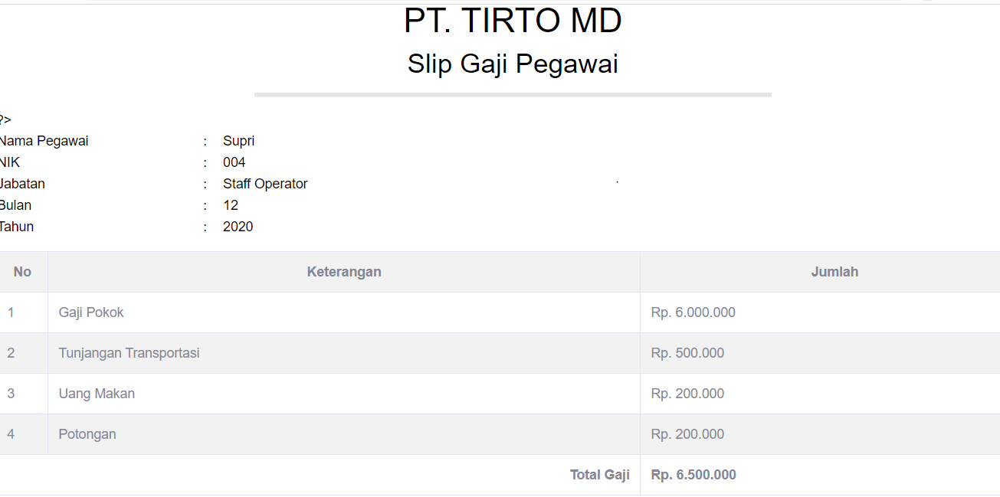 PT. TIRTO MD
Slip Gaji Pegawai
?>
Nama Pegawai : Supri
NIK : 004
Jabatan : Staff Operator
Bulan : 12
Tahun : 2020
No Keterangan Jumlah
1 Gaji Pokok Rp. 6.000.000
2 Tunjangan Transportasi Rp. 500.000
3 Uang Makan Rp. 200.000
4 Potongan Rp. 200.000
Total Gaji Rp. 6.500.000